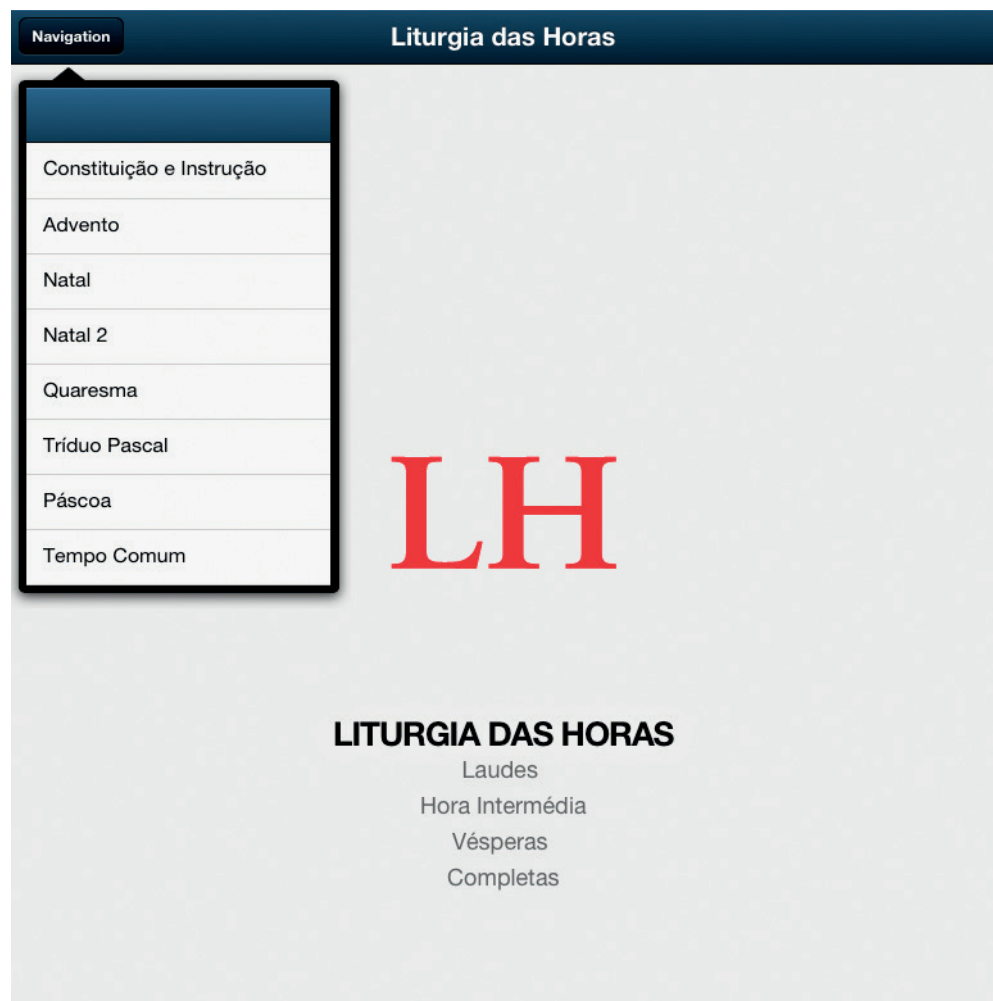 Navigation
Liturgia das Horas
Constituição e Instrução
Advento
Natal
Natal 2
Quaresma
Tríduo Pascal
Páscoa
Tempo Comum
LH
LITURGIA DAS HORAS
Laudes
Hora Intermédia
Vésperas
Completas